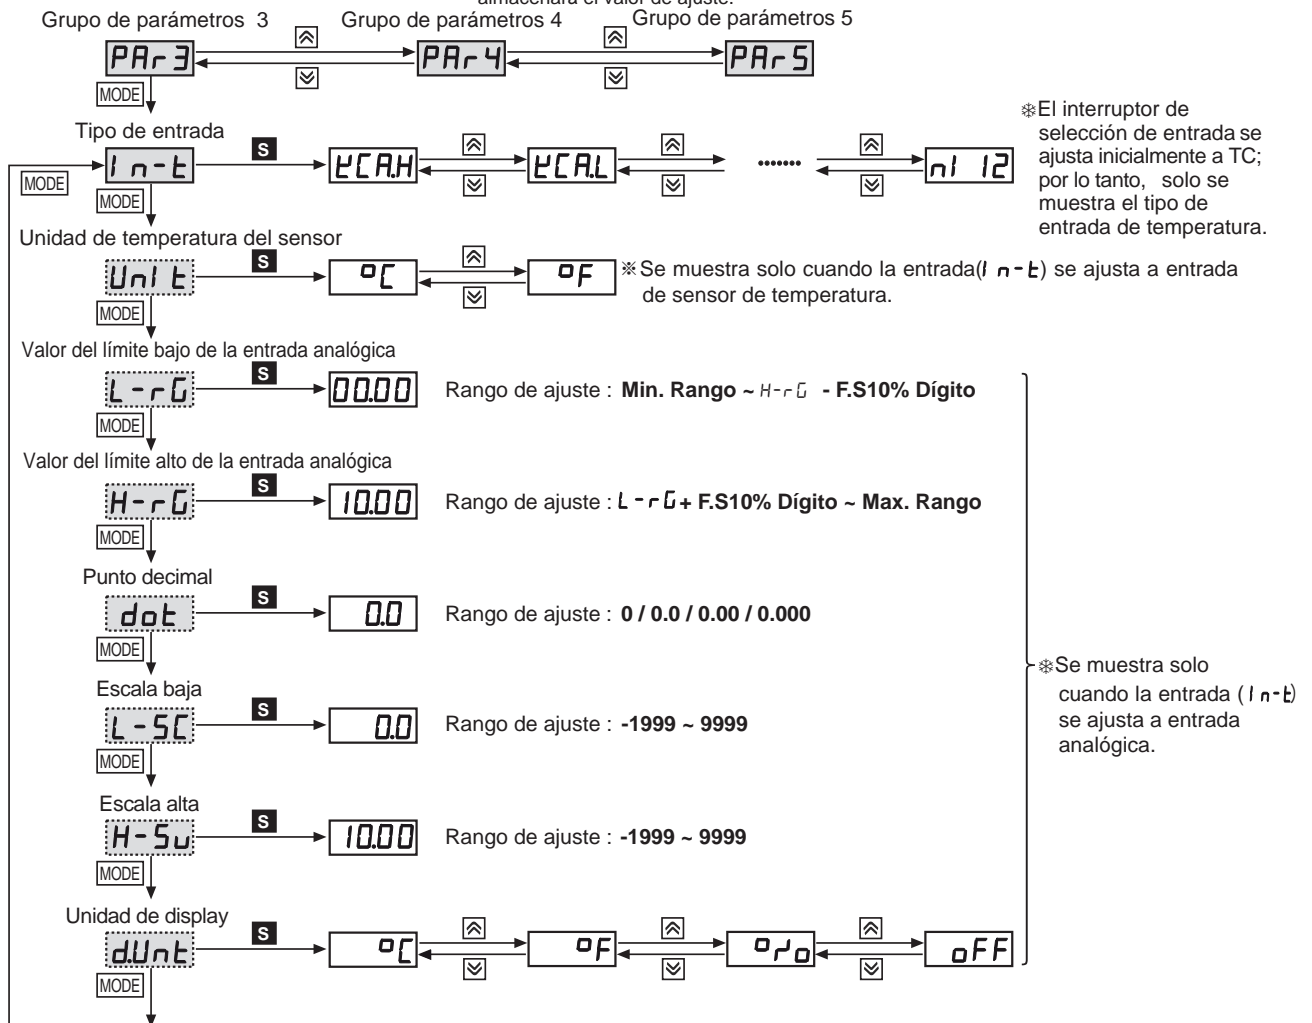 almacenará el valor de ajuste.
Grupo de parámetros 3 Grupo de parámetros 4 Grupo de parámetros 5
PAr3 PAr4 PAr5
MODE
Tipo de entrada
In-t S KCA.H KCA.L ....... nI 12
MODE
MODE
❉El interruptor de
selección de entrada se
ajusta inicialmente a TC;
por lo tanto, solo se
muestra el tipo de
entrada de temperatura.
Unidad de temperatura del sensor
UnIt S °C °F ※Se muestra solo cuando la entrada(In-t) se ajusta a entrada
de sensor de temperatura.
MODE
Valor del límite bajo de la entrada analógica
L-rG S 00.00 Rango de ajuste : Min. Rango ~ H-rG - F.S10% Dígito
MODE
Valor del límite alto de la entrada analógica
H-rG S 10.00 Rango de ajuste : L-rG+ F.S10% Dígito ~ Max. Rango
MODE
Punto decimal
dot S 0.0 Rango de ajuste : 0 / 0.0 / 0.00 / 0.000
MODE
❉Se muestra solo
cuando la entrada (In-t)
se ajusta a entrada
analógica.
Escala baja
L-SC S 0.0 Rango de ajuste : -1999 ~ 9999
MODE
Escala alta
H-Su S 10.00 Rango de ajuste : -1999 ~ 9999
MODE
Unidad de display
d.Unt S °C °F % oFF
MODE